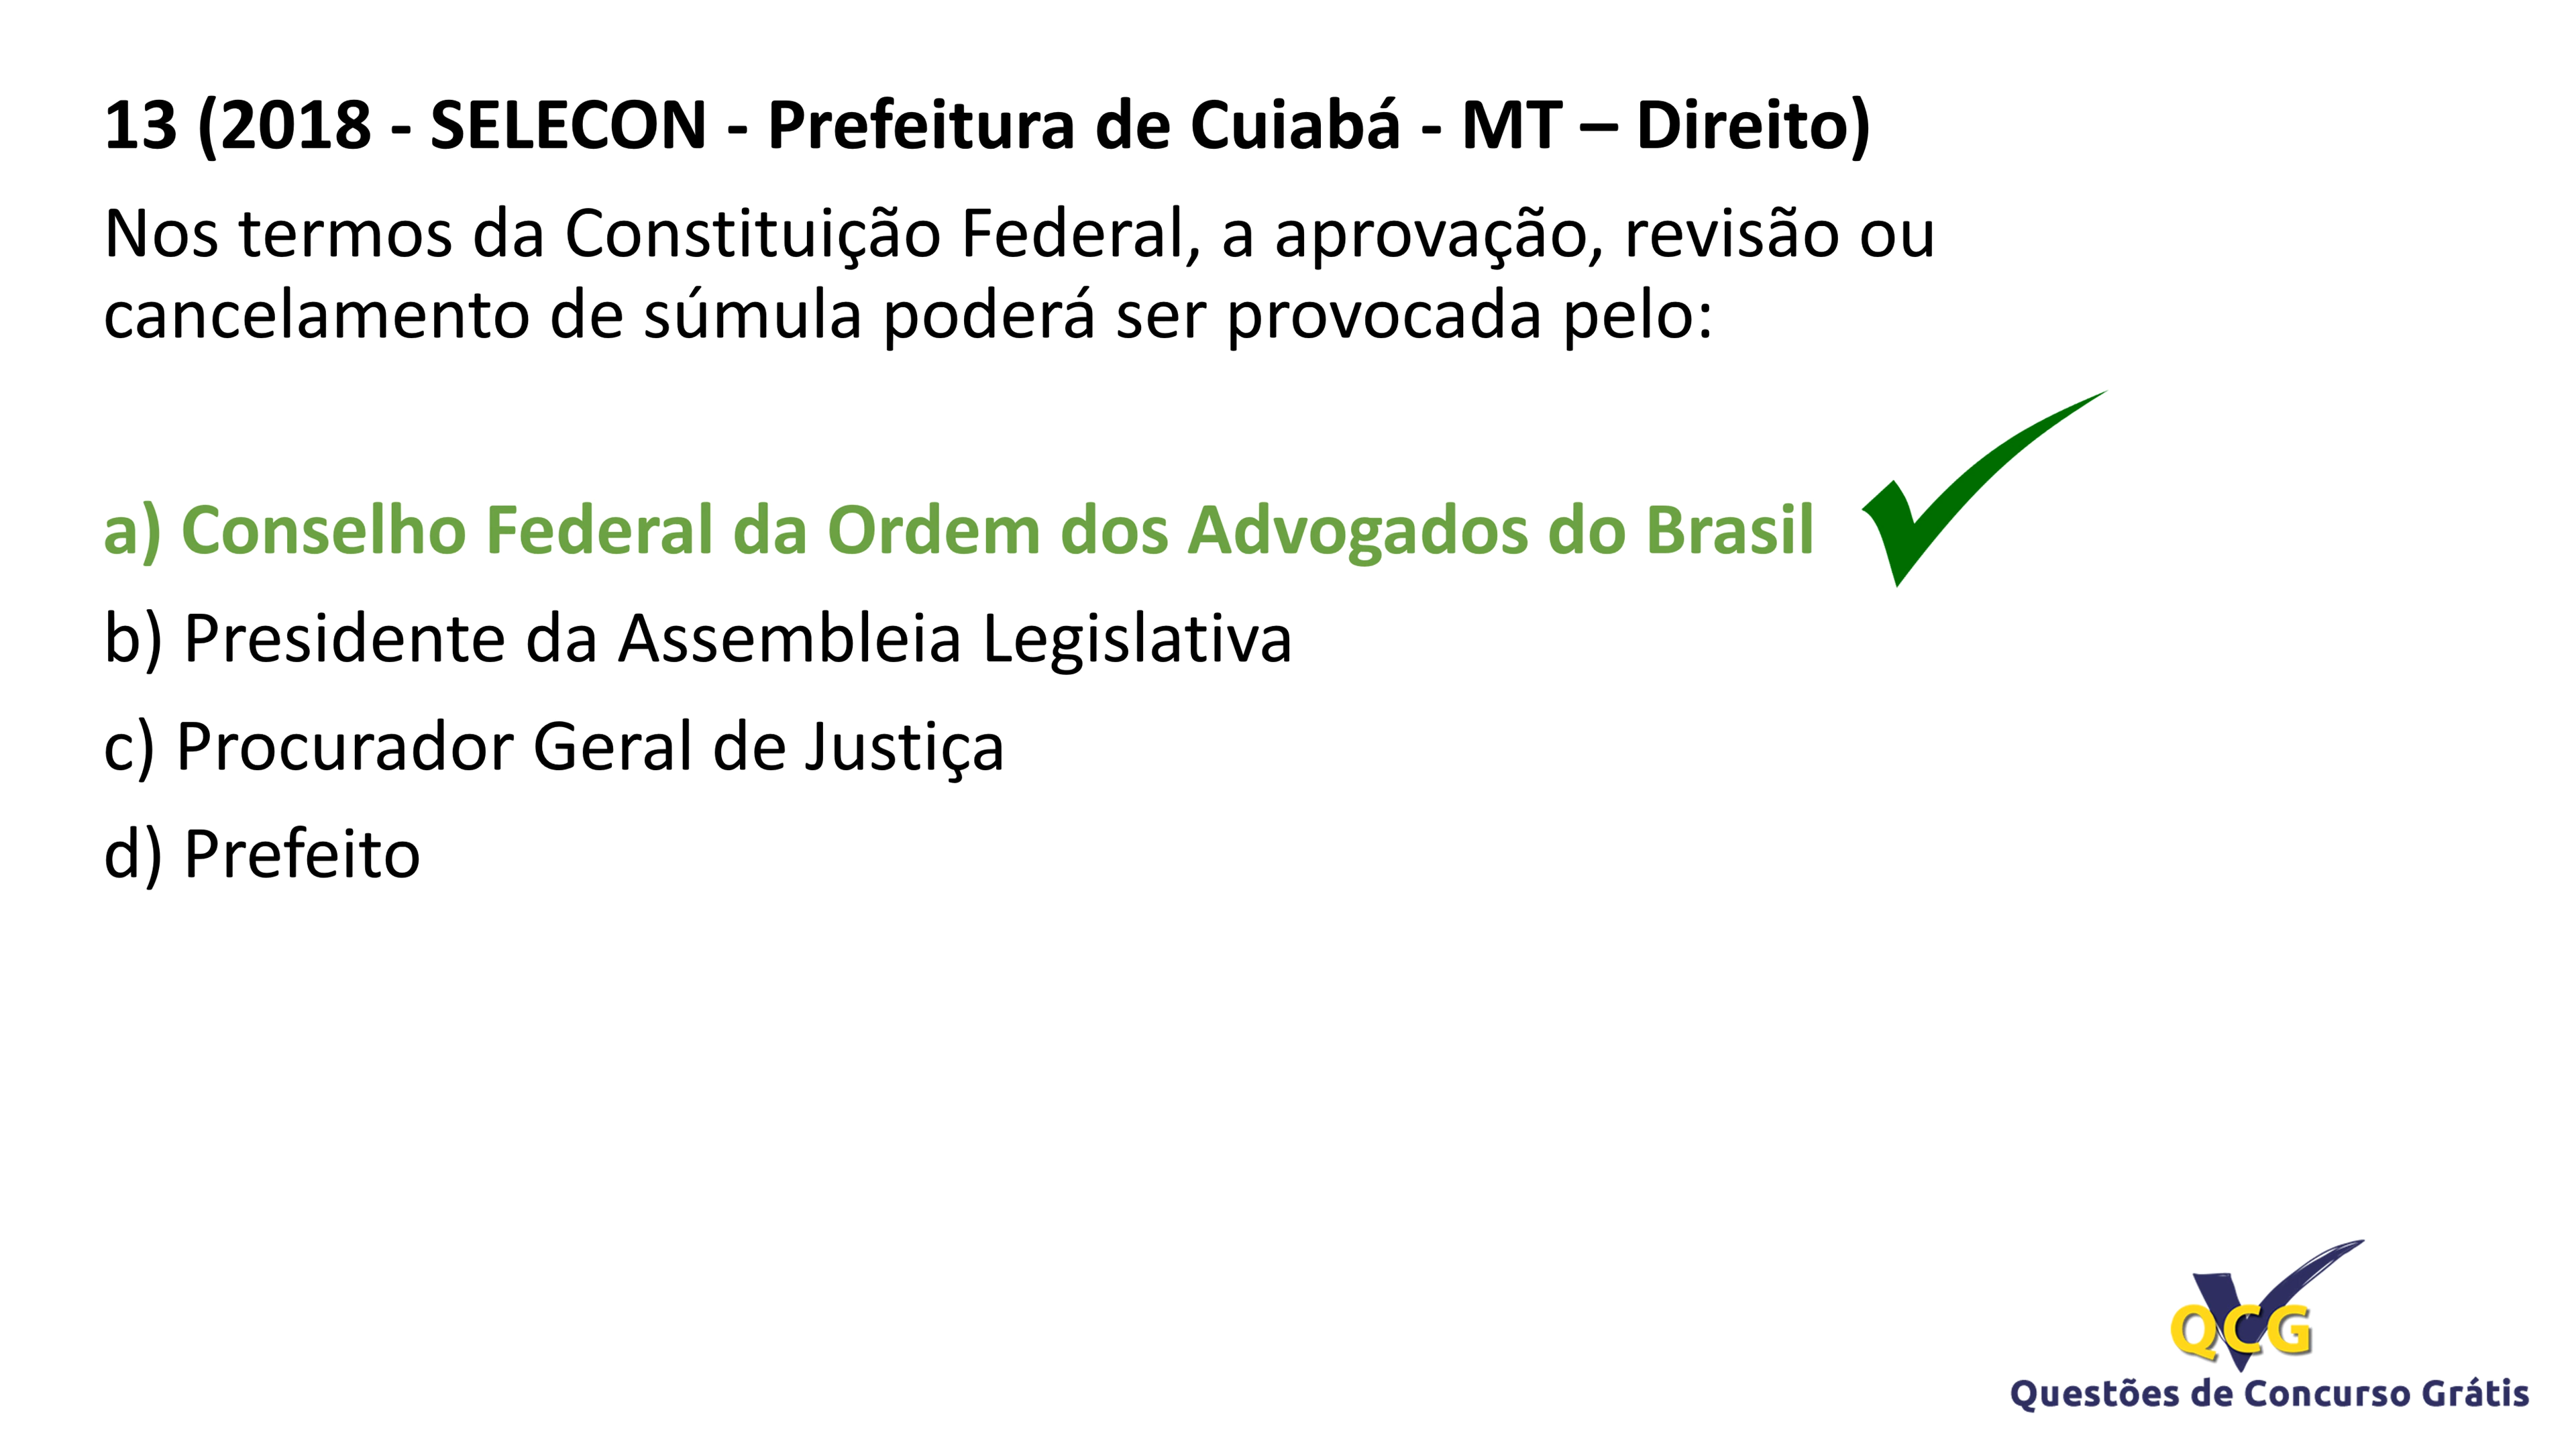 13 (2018 - SELECON - Prefeitura de Cuiabá - MT – Direito)
Nos termos da Constituição Federal, a aprovação, revisão ou
cancelamento de súmula poderá ser provocada pelo:
a) Conselho Federal da Ordem dos Advogados do Brasil
b) Presidente da Assembleia Legislativa
c) Procurador Geral de Justiça
d) Prefeito
QCG
Questões de Concurso Grátis